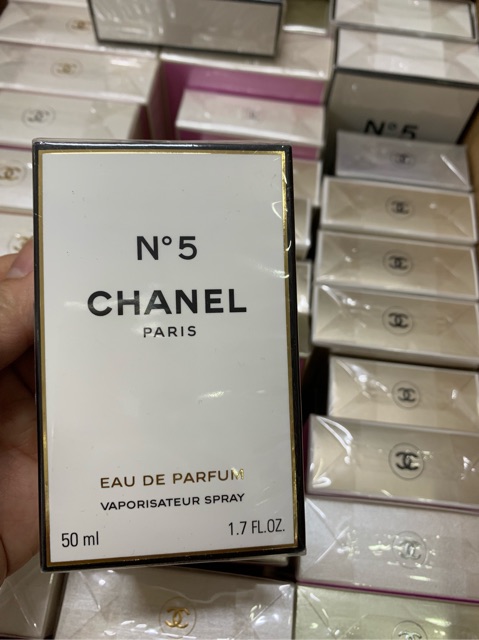 N°5
N°5
CHANEL
PARIS
EAU DE PARFUM
VAPORISATEUR SPRAY
50 ml
1.7 FL.OZ.